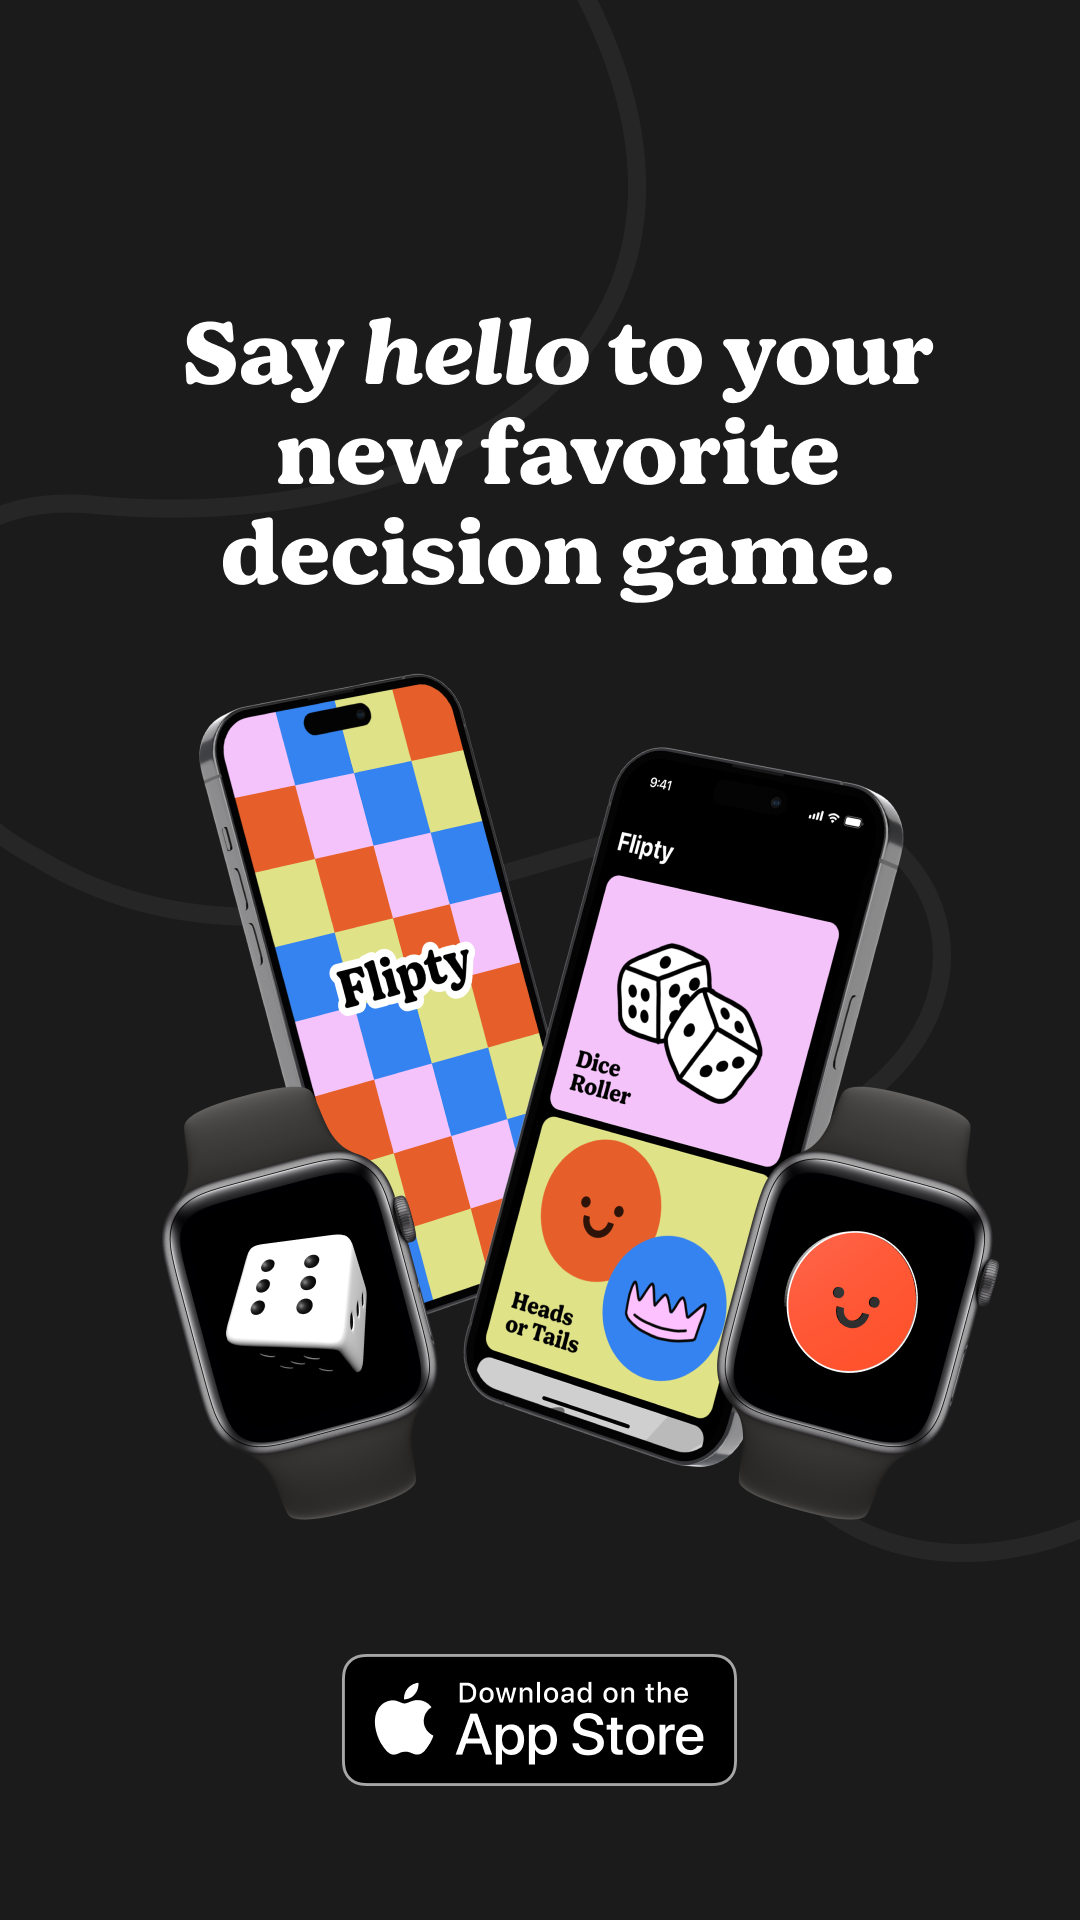 Say hello to your
new favorite
decision game.
Flipty
9:41
Flipty
Dice
Roller
Heads
or Tails
Download on the
App Store